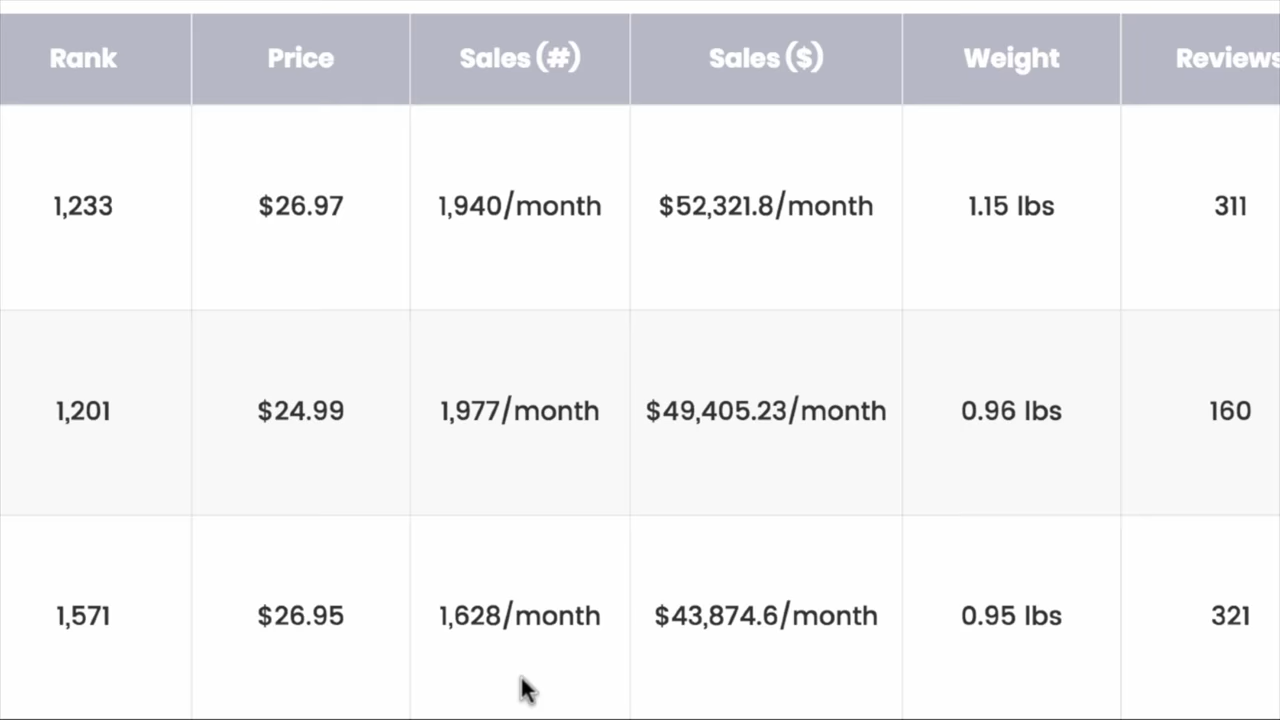 Rank Price Sales (#) Sales ($) Weight Reviews
1,233 $26.97 1,940/month $52,321.8/month 1.15 lbs 311
1,201 $24.99 1,977/month $49,405.23/month 0.96 lbs 160
1,571 $26.95 1,628/month $43,874.6/month 0.95 lbs 321